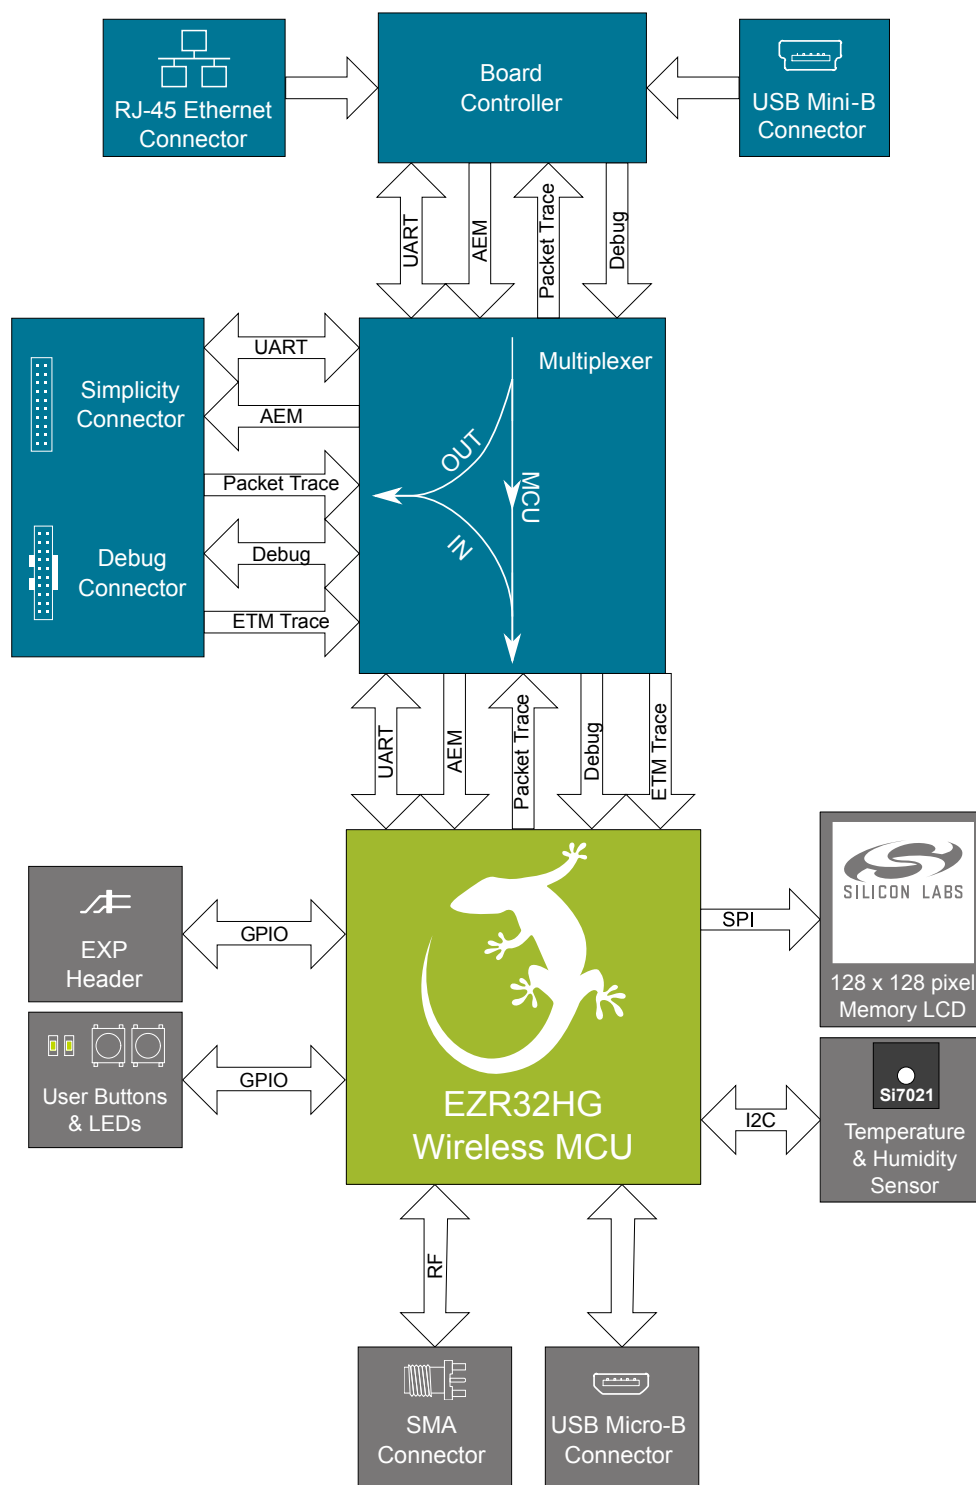 RJ-45 Ethernet
Connector
Board
Controller
USB Mini-B
Connector
UART
AEM
Packet Trace
Debug
Simplicity
Connector
Debug
Connector
UART
AEM
Packet Trace
Debug
ETM Trace
Multiplexer
OUT
MCU
IN
UART
AEM
Packet Trace
Debug
ETM Trace
EXP
Header
GPIO
User Buttons
& LEDs
GPIO
EZR32HG
Wireless MCU
SPI
SILICON LABS
128 x 128 pixel
Memory LCD
I2C
Si7021
Temperature
& Humidity
Sensor
RF
SMA
Connector
USB Micro-B
Connector